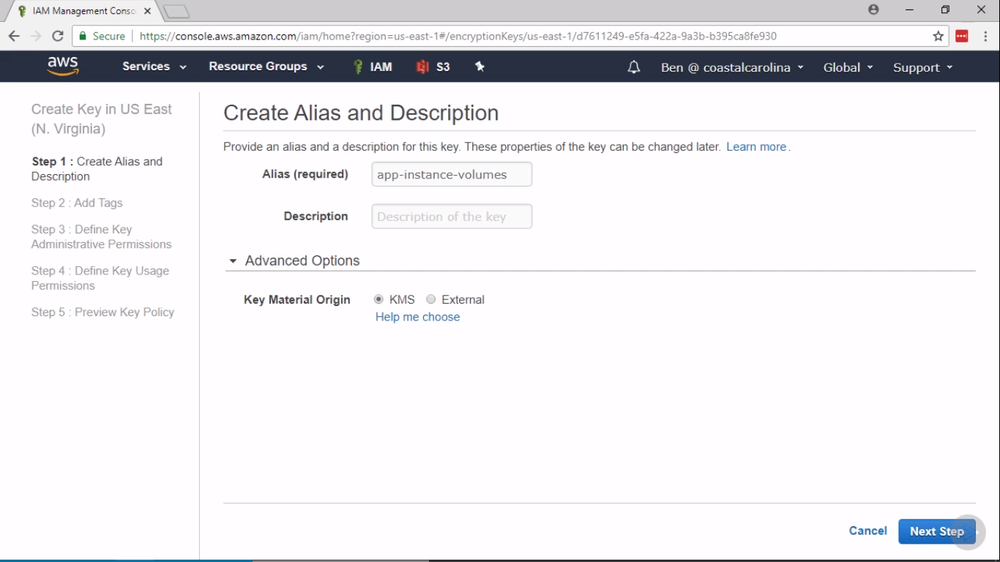 IAM Management Conso
Secure
https://console.aws.amazon.com/iam/home?region=us-east-1#/encryptionKeys/us-east-1/d7611249-e5fa-422a-9a3b-b395ca8fe930
aws
Services
Resource Groups
IAM
S3
Ben @ coastalcarolina
Global
Support
Create Key in US East
(N. Virginia)
Step 1 : Create Alias and
Description
Step 2 : Add Tags
Step 3 : Define Key
Administrative Permissions
Step 4 : Define Key Usage
Permissions
Step 5 : Preview Key Policy
Create Alias and Description
Provide an alias and a description for this key. These properties of the key can be changed later. Learn more.
Alias (required)
app-instance-volumes
Description
Description of the key
Advanced Options
Key Material Origin
KMS
External
Help me choose
Cancel
Next Step